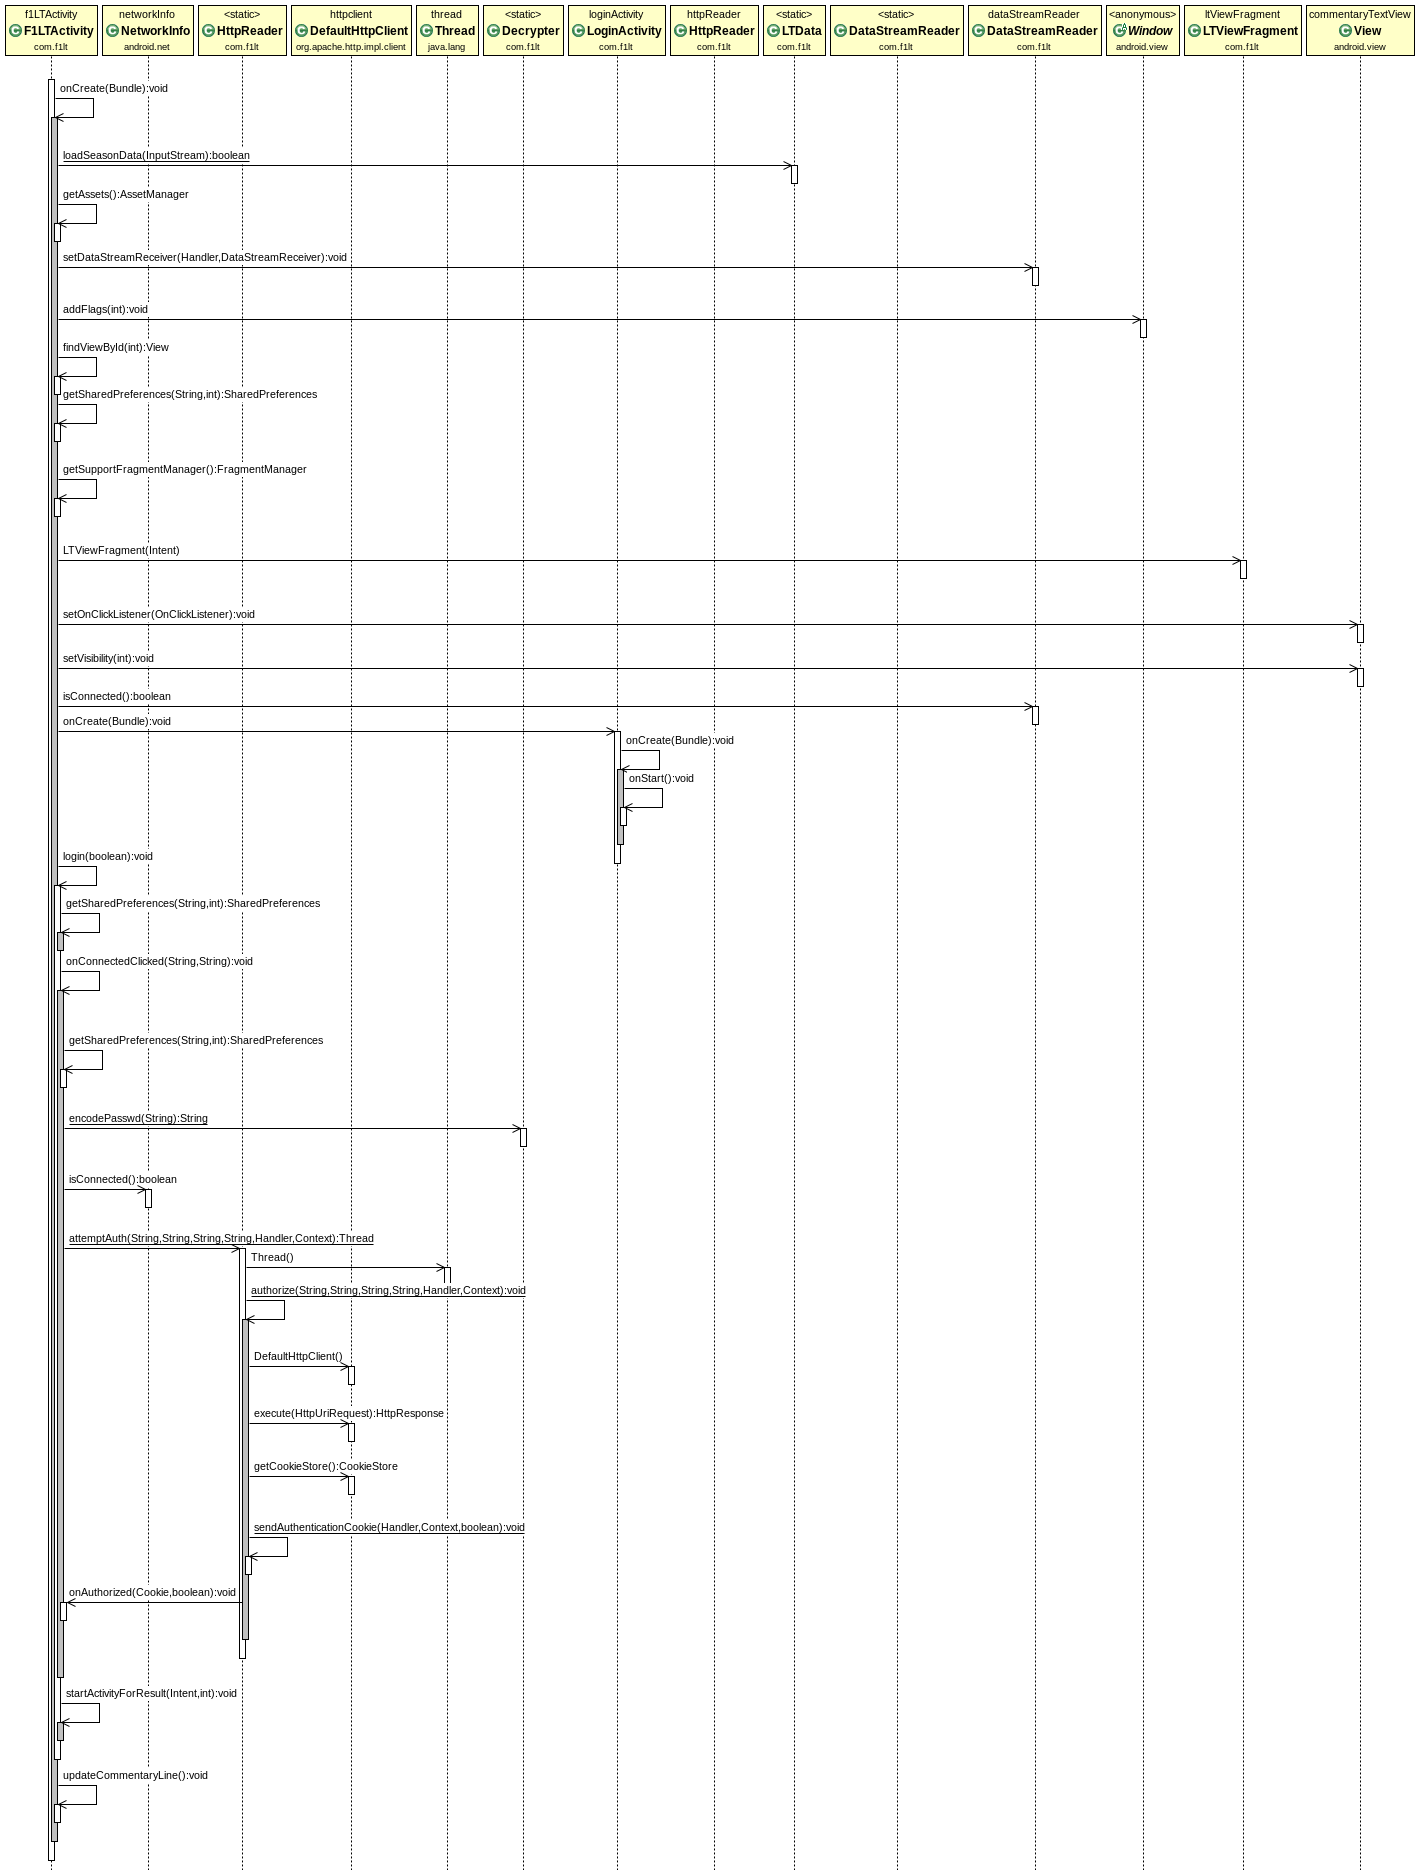 f1LTActivity
F1LTActivity
com.f1lt
networkInfo
NetworkInfo
android.net
<static>
HttpReader
com.f1lt
httpclient
DefaultHttpClient
org.apache.http.impl.client
thread
Thread
java.lang
<static>
Decrypter
com.f1lt
loginActivity
LoginActivity
com.f1lt
httpReader
HttpReader
com.f1lt
<static>
LTData
com.f1lt
<static>
DataStreamReader
com.f1lt
dataStreamReader
DataStreamReader
com.f1lt
<anonymous>
Window
android.view
ltViewFragment
LTViewFragment
com.f1lt
commentaryTextView
View
android.view
onCreate(Bundle):void
loadSeasonData(InputStream):boolean
getAssets():AssetManager
setDataStreamReceiver(Handler,DataStreamReceiver):void
addFlags(int):void
findViewById(int):View
getSharedPreferences(String,int):SharedPreferences
getSupportFragmentManager():FragmentManager
LTViewFragment(Intent)
setOnClickListener(OnClickListener):void
setVisibility(int):void
isConnected():boolean
onCreate(Bundle):void
onCreate(Bundle):void
onStart():void
login(boolean):void
getSharedPreferences(String,int):SharedPreferences
onConnectedClicked(String,String):void
getSharedPreferences(String,int):SharedPreferences
encodePasswd(String):String
isConnected():boolean
attemptAuth(String,String,String,String,Handler,Context):Thread
Thread()
authorize(String,String,String,String,Handler,Context):void
DefaultHttpClient()
execute(HttpUriRequest):HttpResponse
getCookieStore():CookieStore
sendAuthenticationCookie(Handler,Context,boolean):void
onAuthorized(Cookie,boolean):void
startActivityForResult(Intent,int):void
updateCommentaryLine():void